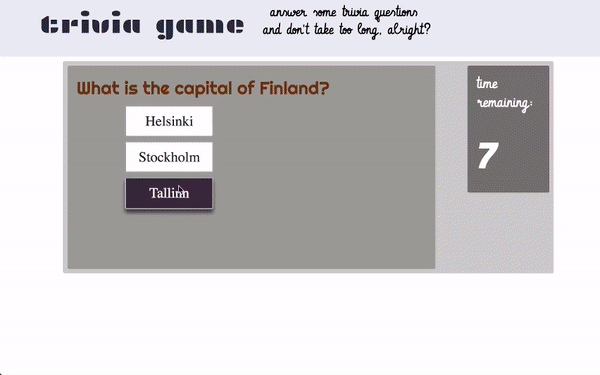 trivia game
answer some trivia questions
and don't take too long, alright?
What is the capital of Finland?
Helsinki
Stockholm
Tallinn
time
remaining:
7